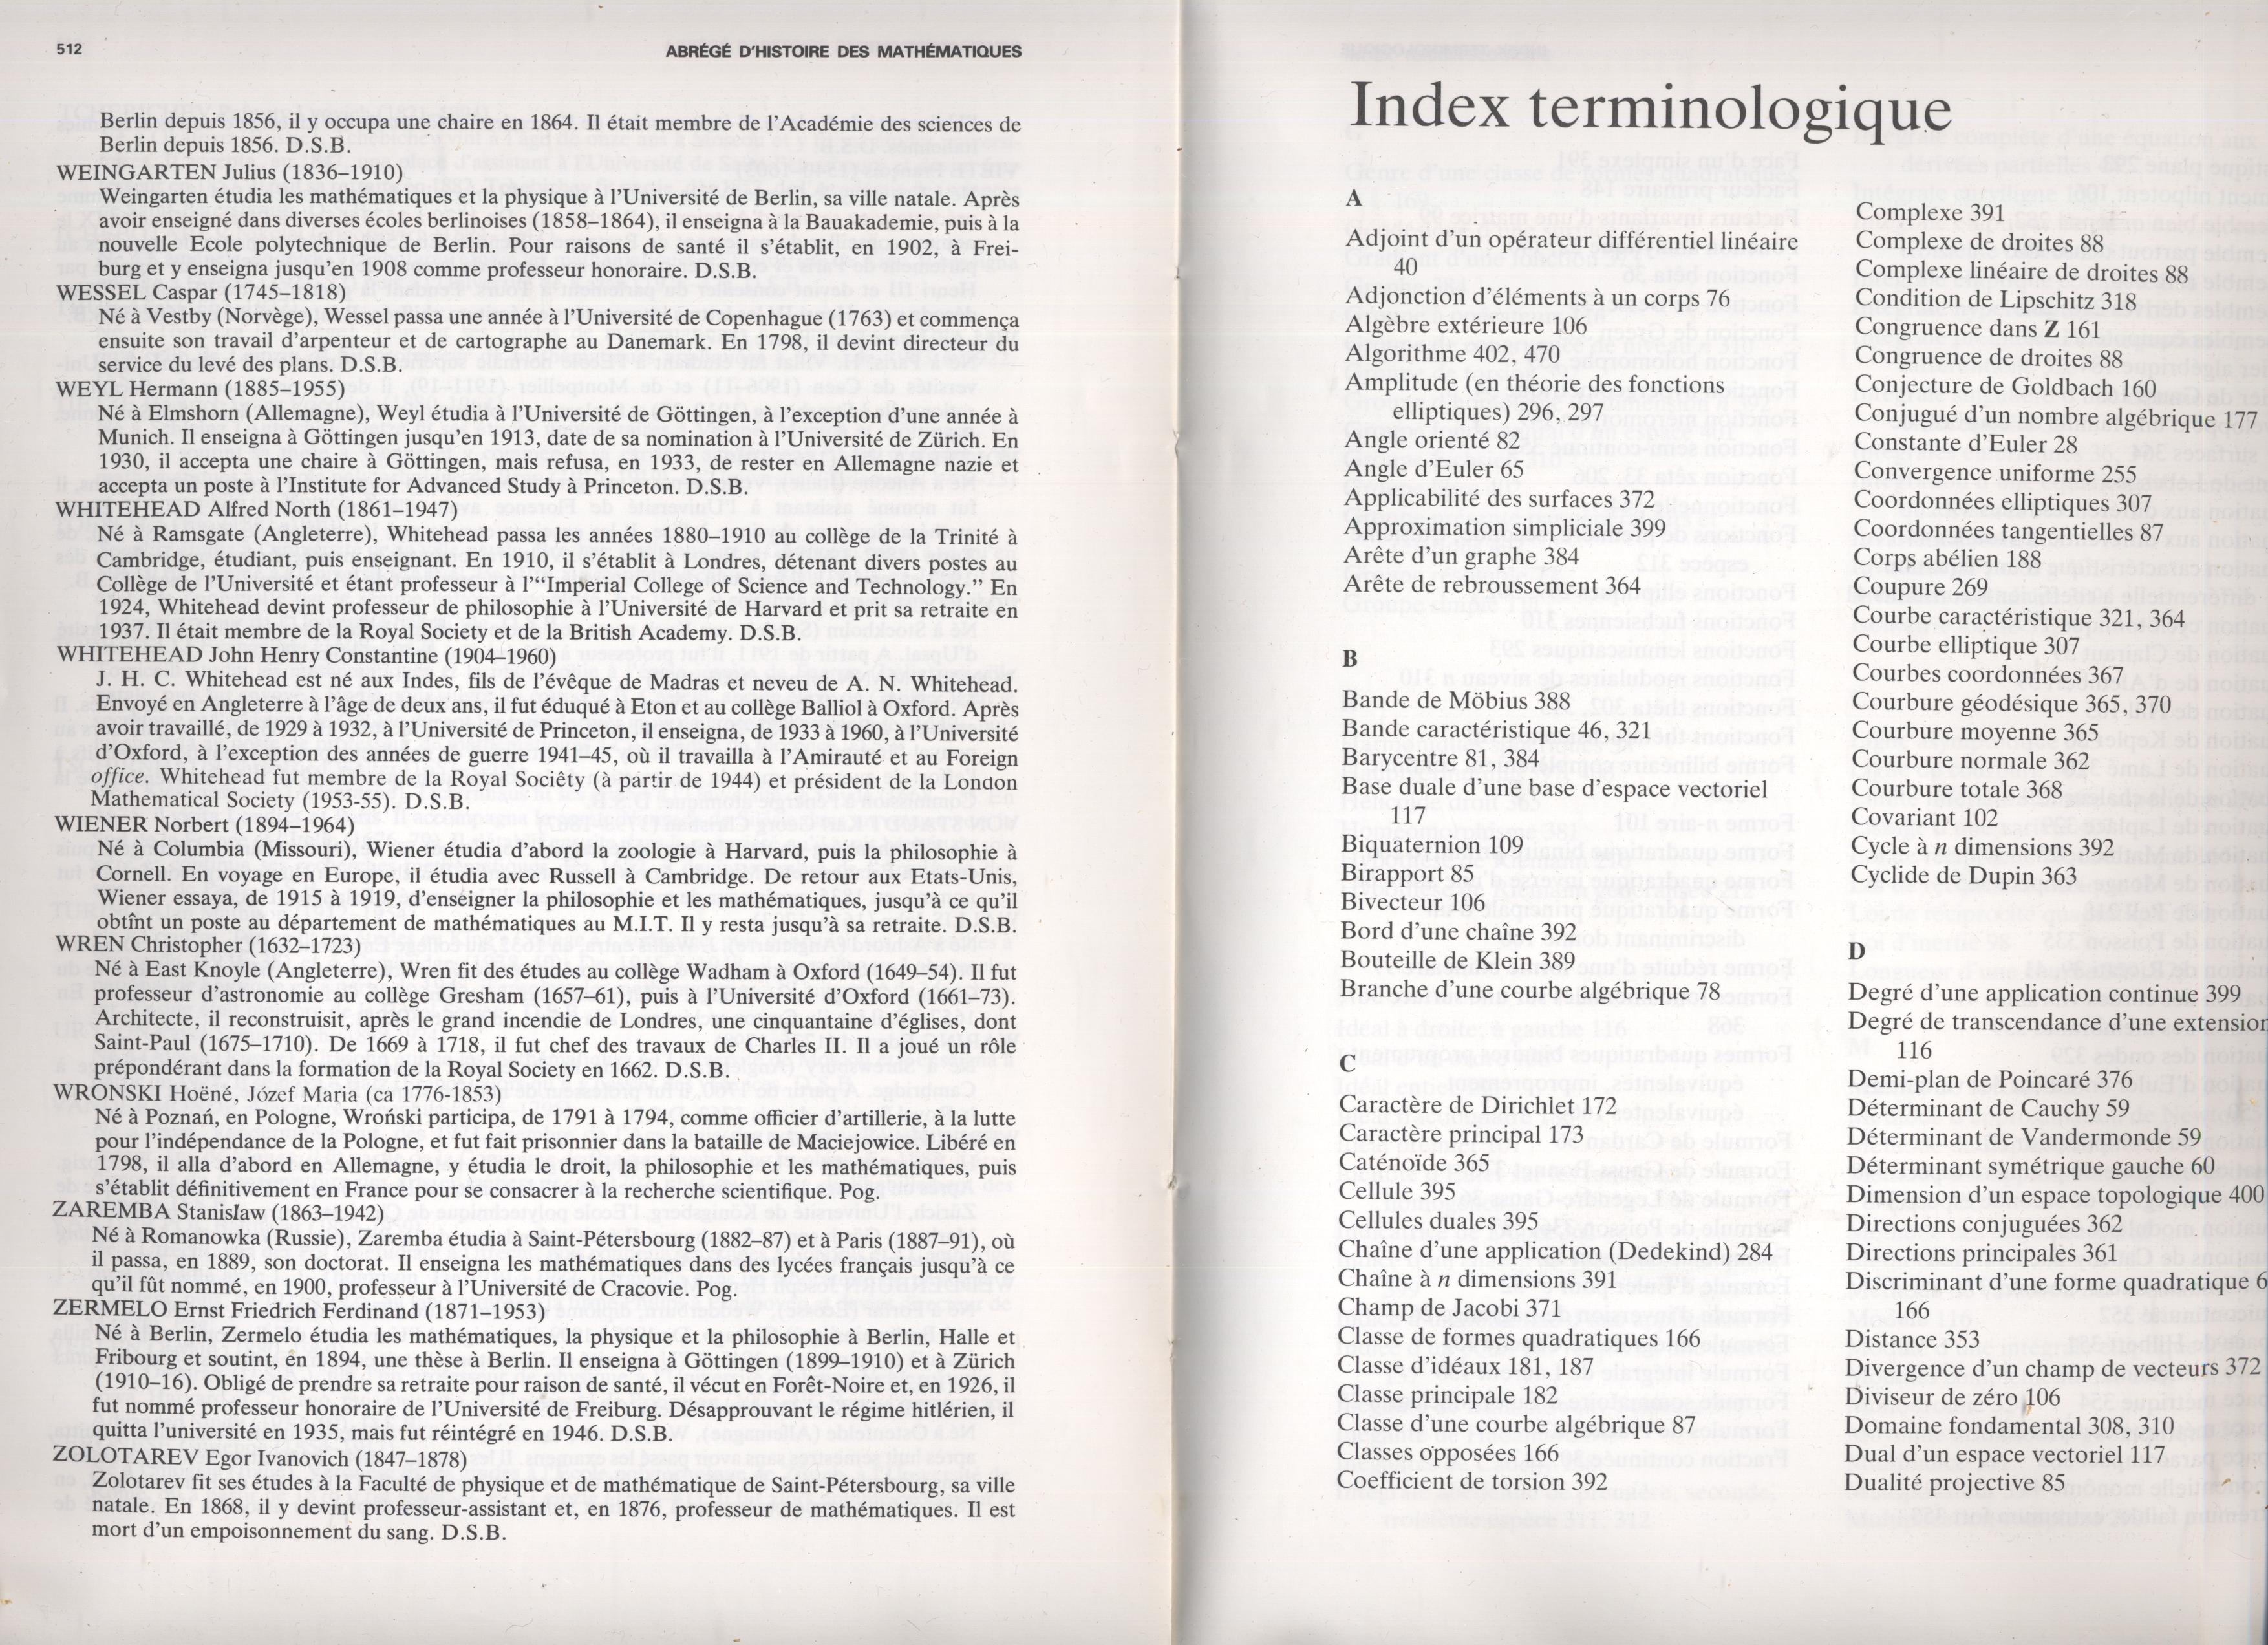 512
ABRÉGÉ D'HISTOIRE DES MATHÉMATIQUES
Berlin depuis 1856, il y occupa une chaire en 1864. Il était membre de l'Académie des sciences de
Berlin depuis 1856. D.S.B.
WEINGARTEN Julius (1836–1910)
Weingarten étudia les mathématiques et la physique à l'Université de Berlin, sa ville natale. Après
avoir enseigné dans diverses écoles berlinoises (1858–1864), il enseigna à la Bauakademie, puis à la
nouvelle Ecole polytechnique de Berlin. Pour raisons de santé il s'établit, en 1902, à Frei-
burg et y enseigna jusqu'en 1908 comme professeur honoraire. D.S.B.
WESSEL Caspar (1745–1818)
Né à Vestby (Norvège), Wessel passa une année à l'Université de Copenhague (1763) et commença
ensuite son travail d'arpenteur et de cartographe au Danemark. En 1798, il devint directeur du
service du levé des plans. D.S.B.
WEYL Hermann (1885–1955)
Né à Elmshorn (Allemagne), Weyl étudia à l'Université de Göttingen, à l'exception d'une année à
Munich. Il enseigna à Göttingen jusqu'en 1913, date de sa nomination à l'Université de Zürich. En
1930, il accepta une chaire à Göttingen, mais refusa, en 1933, de rester en Allemagne nazie et
accepta un poste à l'Institute for Advanced Study à Princeton. D.S.B.
WHITEHEAD Alfred North (1861–1947)
Né à Ramsgate (Angleterre), Whitehead passa les années 1880–1910 au collège de la Trinité à
Cambridge, étudiant, puis enseignant. En 1910, il s'établit à Londres, détenant divers postes au
Collège de l'Université et étant professeur à l'“Imperial College of Science and Technology.” En
1924, Whitehead devint professeur de philosophie à l'Université de Harvard et prit sa retraite en
1937. Il était membre de la Royal Society et de la British Academy. D.S.B.
WHITEHEAD John Henry Constantine (1904–1960)
J. H. C. Whitehead est né aux Indes, fils de l'évêque de Madras et neveu de A. N. Whitehead.
Envoyé en Angleterre à l'âge de deux ans, il fut éduqué à Eton et au collège Balliol à Oxford. Après
avoir travaillé, de 1929 à 1932, à l'Université de Princeton, il enseigna, de 1933 à 1960, à l'Université
d'Oxford, à l'exception des années de guerre 1941–45, où il travailla à l'Amirauté et au Foreign
office. Whitehead fut membre de la Royal Sociêty (à partir de 1944) et président de la London
Mathematical Society (1953-55). D.S.B.
WIENER Norbert (1894–1964)
Né à Columbia (Missouri), Wiener étudia d'abord la zoologie à Harvard, puis la philosophie à
Cornell. En voyage en Europe, il étudia avec Russell à Cambridge. De retour aux Etats-Unis,
Wiener essaya, de 1915 à 1919, d'enseigner la philosophie et les mathématiques, jusqu'à ce qu'il
obtînt un poste au département de mathématiques au M.I.T. Il y resta jusqu'à sa retraite. D.S.B.
WREN Christopher (1632–1723)
Né à East Knoyle (Angleterre), Wren fit des études au collège Wadham à Oxford (1649–54). Il fut
professeur d'astronomie au collège Gresham (1657–61), puis à l'Université d'Oxford (1661–73).
Architecte, il reconstruisit, après le grand incendie de Londres, une cinquantaine d'églises, dont
Saint-Paul (1675–1710). De 1669 à 1718, il fut chef des travaux de Charles II. Il a joué un rôle
prépondérant dans la formation de la Royal Society en 1662. D.S.B.
WROŃSKI Hoëné, Józef Maria (ca 1776-1853)
Né à Poznań, en Pologne, Wroński participa, de 1791 à 1794, comme officier d'artillerie, à la lutte
pour l'indépendance de la Pologne, et fut fait prisonnier dans la bataille de Maciejowice. Libéré en
1798, il alla d'abord en Allemagne, y étudia le droit, la philosophie et les mathématiques, puis
s'établit définitivement en France pour se consacrer à la recherche scientifique. Pog.
ZAREMBA Stanisław (1863–1942)
Né à Romanowka (Russie), Zaremba étudia à Saint-Pétersbourg (1882–87) et à Paris (1887–91), où
il passa, en 1889, son doctorat. Il enseigna les mathématiques dans des lycées français jusqu'à ce
qu'il fût nommé, en 1900, professeur à l'Université de Cracovie. Pog.
ZERMELO Ernst Friedrich Ferdinand (1871–1953)
Né à Berlin, Zermelo étudia les mathématiques, la physique et la philosophie à Berlin, Halle et
Fribourg et soutint, en 1894, une thèse à Berlin. Il enseigna à Göttingen (1899–1910) et à Zürich
(1910–16). Obligé de prendre sa retraite pour raison de santé, il vécut en Forêt-Noire et, en 1926, il
fut nommé professeur honoraire de l'Université de Freiburg. Désapprouvant le régime hitlérien, il
quitta l'université en 1935, mais fut réintégré en 1946. D.S.B.
ZOLOTAREV Egor Ivanovich (1847–1878)
Zolotarev fit ses études à la Faculté de physique et de mathématique de Saint-Pétersbourg, sa ville
natale. En 1868, il y devint professeur-assistant et, en 1876, professeur de mathématiques. Il est
mort d'un empoisonnement du sang. D.S.B.
Index terminologique
A
Adjoint d'un opérateur différentiel linéaire
40
Adjonction d'éléments à un corps 76
Algèbre extérieure 106
Algorithme 402, 470
Amplitude (en théorie des fonctions
elliptiques) 296, 297
Angle orienté 82
Angle d'Euler 65
Applicabilité des surfaces 372
Approximation simpliciale 399
Arête d'un graphe 384
Arête de rebroussement 364
B
Bande de Möbius 388
Bande caractéristique 46, 321
Barycentre 81, 384
Base duale d'une base d'espace vectoriel
117
Biquaternion 109
Birapport 85
Bivecteur 106
Bord d'une chaîne 392
Bouteille de Klein 389
Branche d'une courbe algébrique 78
C
Caractère de Dirichlet 172
Caractère principal 173
Caténoïde 365
Cellule 395
Cellules duales 395
Chaîne d'une application (Dedekind) 284
Chaîne à n dimensions 391
Champ de Jacobi 371
Classe de formes quadratiques 166
Classe d'idéaux 181, 187
Classe principale 182
Classe d'une courbe algébrique 87
Classes opposées 166
Coefficient de torsion 392
Complexe 391
Complexe de droites 88
Complexe linéaire de droites 88
Condition de Lipschitz 318
Congruence dans Z 161
Congruence de droites 88
Conjecture de Goldbach 160
Conjugué d'un nombre algébrique 177
Constante d'Euler 28
Convergence uniforme 255
Coordonnées elliptiques 307
Coordonnées tangentielles 87
Corps abélien 188
Coupure 269
Courbe caractéristique 321, 364
Courbe elliptique 307
Courbes coordonnées 367
Courbure géodésique 365, 370
Courbure moyenne 365
Courbure normale 362
Courbure totale 368
Covariant 102
Cycle à n dimensions 392
Cyclide de Dupin 363
D
Degré d'une application continue 399
Degré de transcendance d'une extension
116
Demi-plan de Poincaré 376
Déterminant de Cauchy 59
Déterminant de Vandermonde 59
Déterminant symétrique gauche 60
Dimension d'un espace topologique 400
Directions conjuguées 362
Directions principales 361
Discriminant d'une forme quadratique 6
166
Distance 353
Divergence d'un champ de vecteurs 372
Diviseur de zéro 106
Domaine fondamental 308, 310
Dual d'un espace vectoriel 117
Dualité projective 85